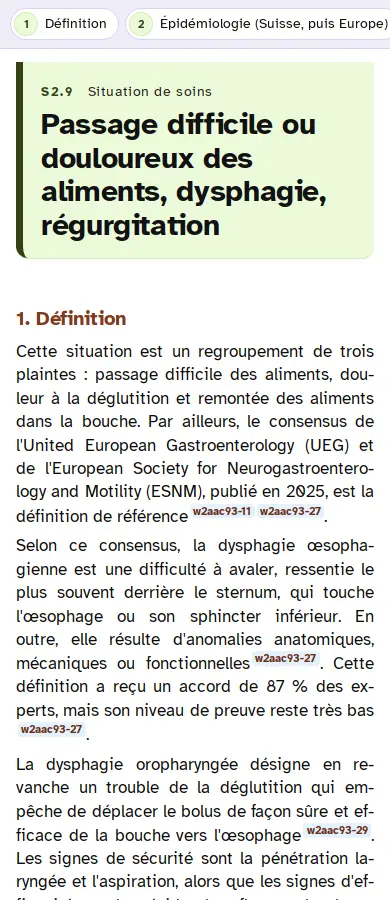 1 Définition 2 Épidémiologie (Suisse, puis Europe)
S2.9 Situation de soins
Passage difficile ou
douloureux des
aliments, dysphagie,
régurgitation
1. Définition
Cette situation est un regroupement de trois
plaintes : passage difficile des aliments, dou-
leur à la déglutition et remontée des aliments
dans la bouche. Par ailleurs, le consensus de
l'United European Gastroenterology (UEG) et
de l'European Society for Neurogastroentero-
logy and Motility (ESNM), publié en 2025, est la
définition de référence w2aac93-11 w2aac93-27.
Selon ce consensus, la dysphagie œsopha-
gienne est une difficulté à avaler, ressentie le
plus souvent derrière le sternum, qui touche
l'œsophage ou son sphincter inférieur. En
outre, elle résulte d'anomalies anatomiques,
mécaniques ou fonctionnelles w2aac93-27. Cette
définition a reçu un accord de 87 % des ex-
perts, mais son niveau de preuve reste très bas
w2aac93-27.
La dysphagie oropharyngée désigne en re-
vanche un trouble de la déglutition qui em-
pêche de déplacer le bolus de façon sûre et ef-
ficace de la bouche vers l'œsophage w2aac93-29.
Les signes de sécurité sont la pénétration la-
ryngée et l'aspiration, alors que les signes d'ef-